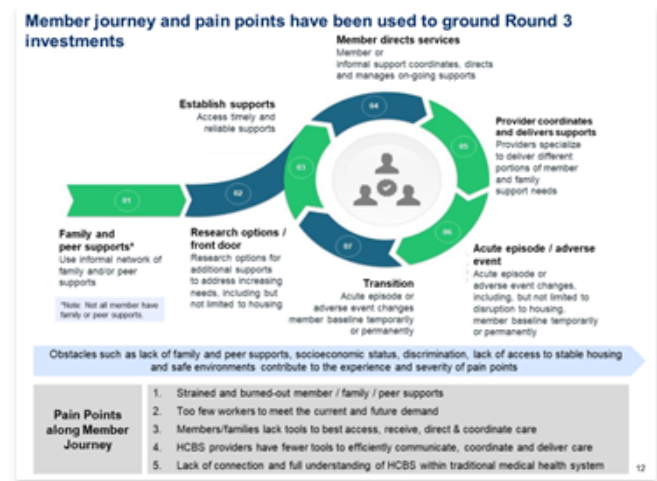 Member journey and pain points have been used to ground Round 3
investments
Member directs services
Member or
informal support coordinates, directs
and manages on-going supports
04
Establish supports
Access timely and
reliable supports
Provider coordinates
and delivers supports
Providers specialize
to deliver different
portions of member
and family
support needs
05
03
01
02
06
07
Family and
peer supports*
Use informal network of
family and/or peer
supports
*Note: Not all member have
family or peer supports.
Research options /
front door
Research options for
additional supports
to address increasing
needs, including but
not limited to housing
Transition
Acute episode or
adverse event changes
member baseline temporarily
or permanently
Acute episode / adverse
event
Acute episode or
adverse event changes,
including, but not limited to
disruption to housing,
member baseline temporarily
or permanently
Obstacles such as lack of family and peer supports, socioeconomic status, discrimination, lack of access to stable housing
and safe environments contribute to the experience and severity of pain points
Pain Points
along Member
Journey
1. Strained and burned-out member / family / peer supports
2. Too few workers to meet the current and future demand
3. Members/families lack tools to best access, receive, direct & coordinate care
4. HCBS providers have fewer tools to efficiently communicate, coordinate and deliver care
5. Lack of connection and full understanding of HCBS within traditional medical health system
12